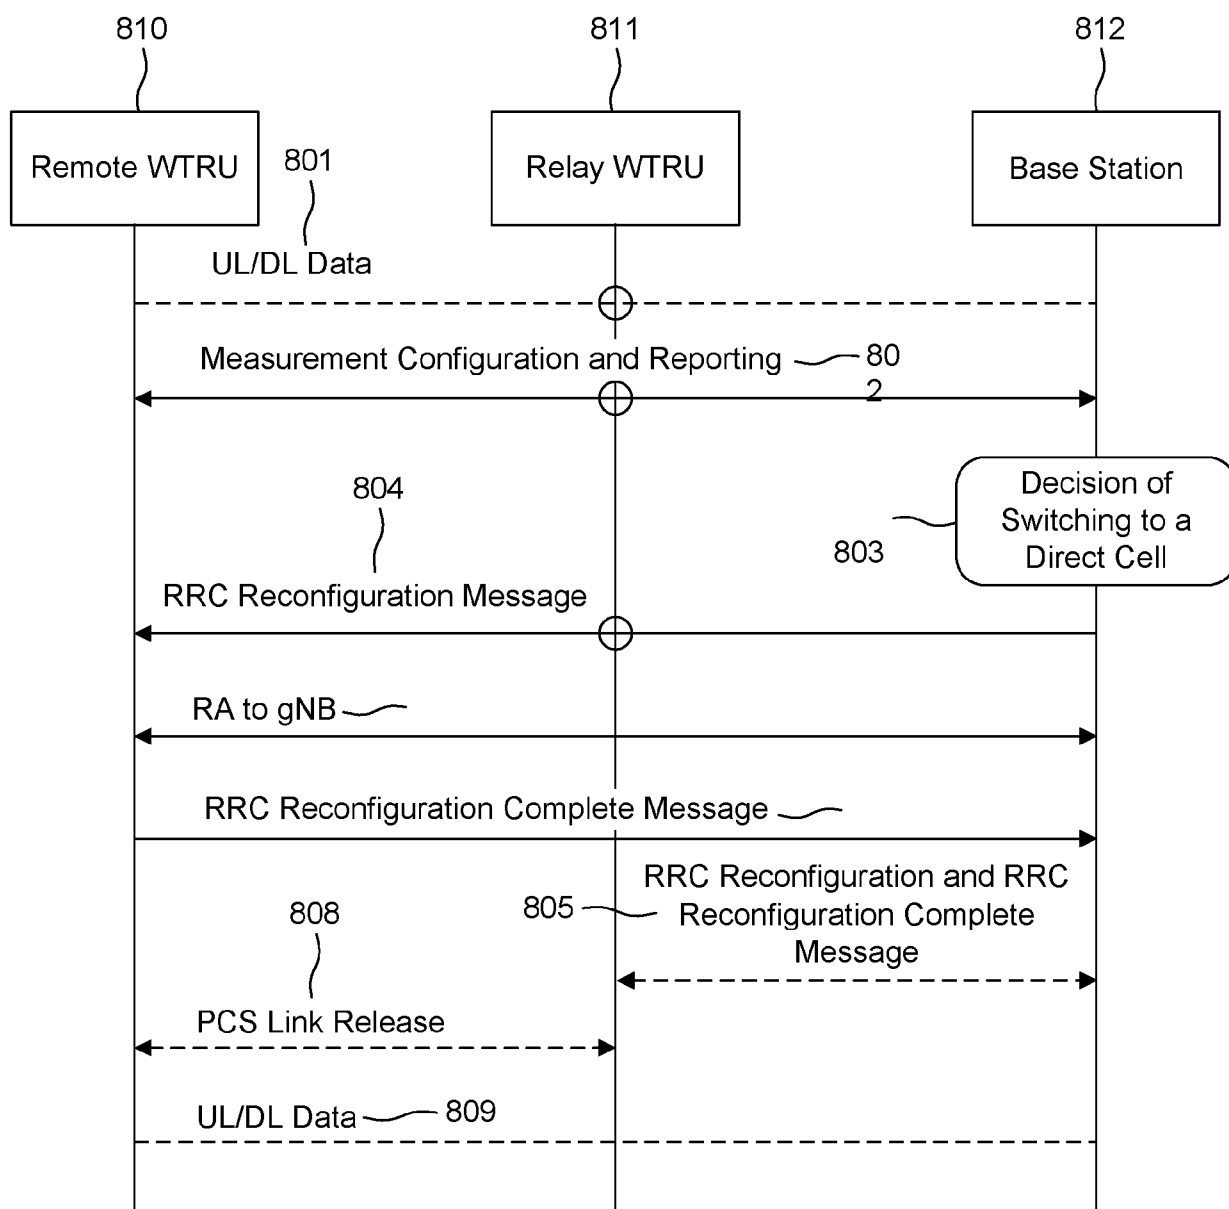 810
811
812
Remote WTRU
Relay WTRU
Base Station
801
UL/DL Data
Measurement Configuration and Reporting
80
2
Decision of
Switching to a
Direct Cell
803
804
RRC Reconfiguration Message
RA to gNB
RRC Reconfiguration Complete Message
RRC Reconfiguration and RRC
Reconfiguration Complete
Message
805
808
PCS Link Release
UL/DL Data
809